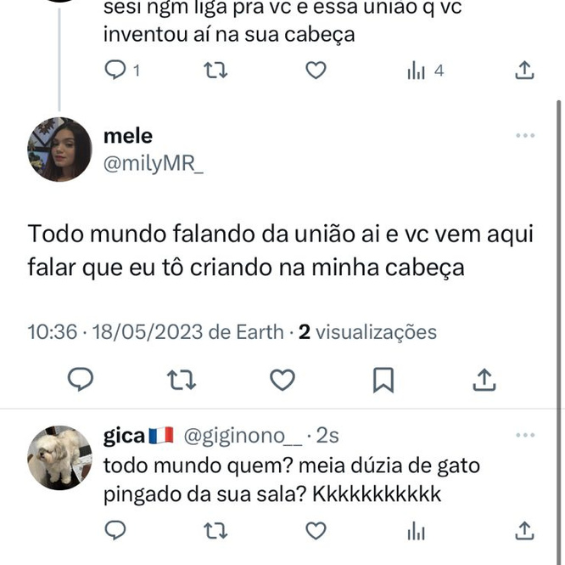 sesi ngm liga pra vc e essa união q vc
inventou aí na sua cabeça
1
4
mele
@milyMR_
Todo mundo falando da união ai e vc vem aqui
falar que eu tô criando na minha cabeça
10:36 · 18/05/2023 de Earth · 2 visualizações
gica🇫🇷 @giginono__ · 2s
todo mundo quem? meia dúzia de gato
pingado da sua sala? Kkkkkkkkkkk